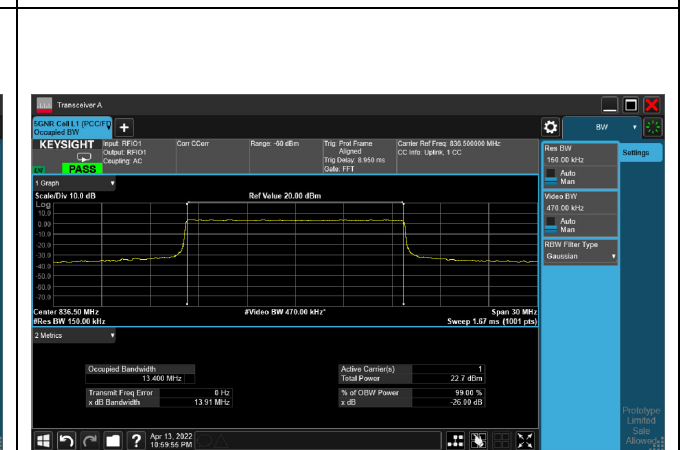 Transceiver A
5GNR Cell L1 (PCC/FD
Occupied BW
KEYSIGHT
PASS
Input: RFIO1
Output: RFIO1
Coupling: AC
Corr CCorr
Range: -60 dBm
Trig: Prot Frame
Aligned
Trig Delay: 8.950 ms
Gate: FFT
Carrier Ref Freq: 836.500000 MHz
CC Info: Uplink, 1 CC
BW
Settings
Res BW
150.00 kHz
Auto
Man
Video BW
470.00 kHz
Auto
Man
RBW Filter Type
Gaussian
1 Graph
Scale/Div 10.0 dB
Ref Value 20.00 dBm
Log
10.0
0.00
-10.0
-20.0
-30.0
-40.0
-50.0
-60.0
-70.0
Center 836.50 MHz
#Video BW 470.00 kHz*
Span 30 MHz
#Res BW 150.00 kHz
Sweep 1.67 ms (1001 pts)
2 Metrics
Occupied Bandwidth
13.400 MHz
Active Carrier(s) 1
Total Power 22.7 dBm
Transmit Freq Error 0 Hz
x dB Bandwidth 13.91 MHz
% of OBW Power 99.00 %
x dB -26.00 dB
Prototype
Limited
Sale
Allowed
Apr 13, 2022
10:59:56 PM